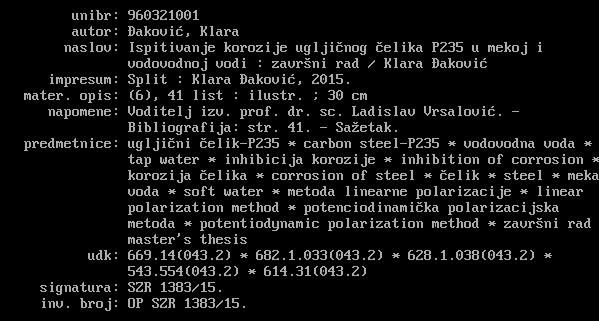 unibr: 960321001
autor: Đaković, Klara
naslov: Ispitivanje korozije ugljičnog čelika P235 u mekoj i
vodovodnoj vodi : završni rad / Klara Đaković
impresum: Split : Klara Đaković, 2015.
mater. opis: (6), 41 list : ilustr. ; 30 cm
napomene: Voditelj izv. prof. dr. sc. Ladislav Vrsalović. -
Bibliografija: str. 41. - Sažetak.
predmetnice: ugljični čelik-P235 * carbon steel-P235 * vodovodna voda *
tap water * inhibicija korozije * inhibition of corrosion *
korozija čelika * corrosion of steel * čelik * steel * meka
voda * soft water * metoda linearne polarizacije * linear
polarization method * potenciodinamička polarizacijska
metoda * potentiodynamic polarization method * završni rad
master's thesis
udk: 669.14(043.2) * 682.1.033(043.2) * 628.1.038(043.2) *
543.554(043.2) * 614.31(043.2)
signatura: SZR 1383/15.
inv. broj: OP SZR 1383/15.